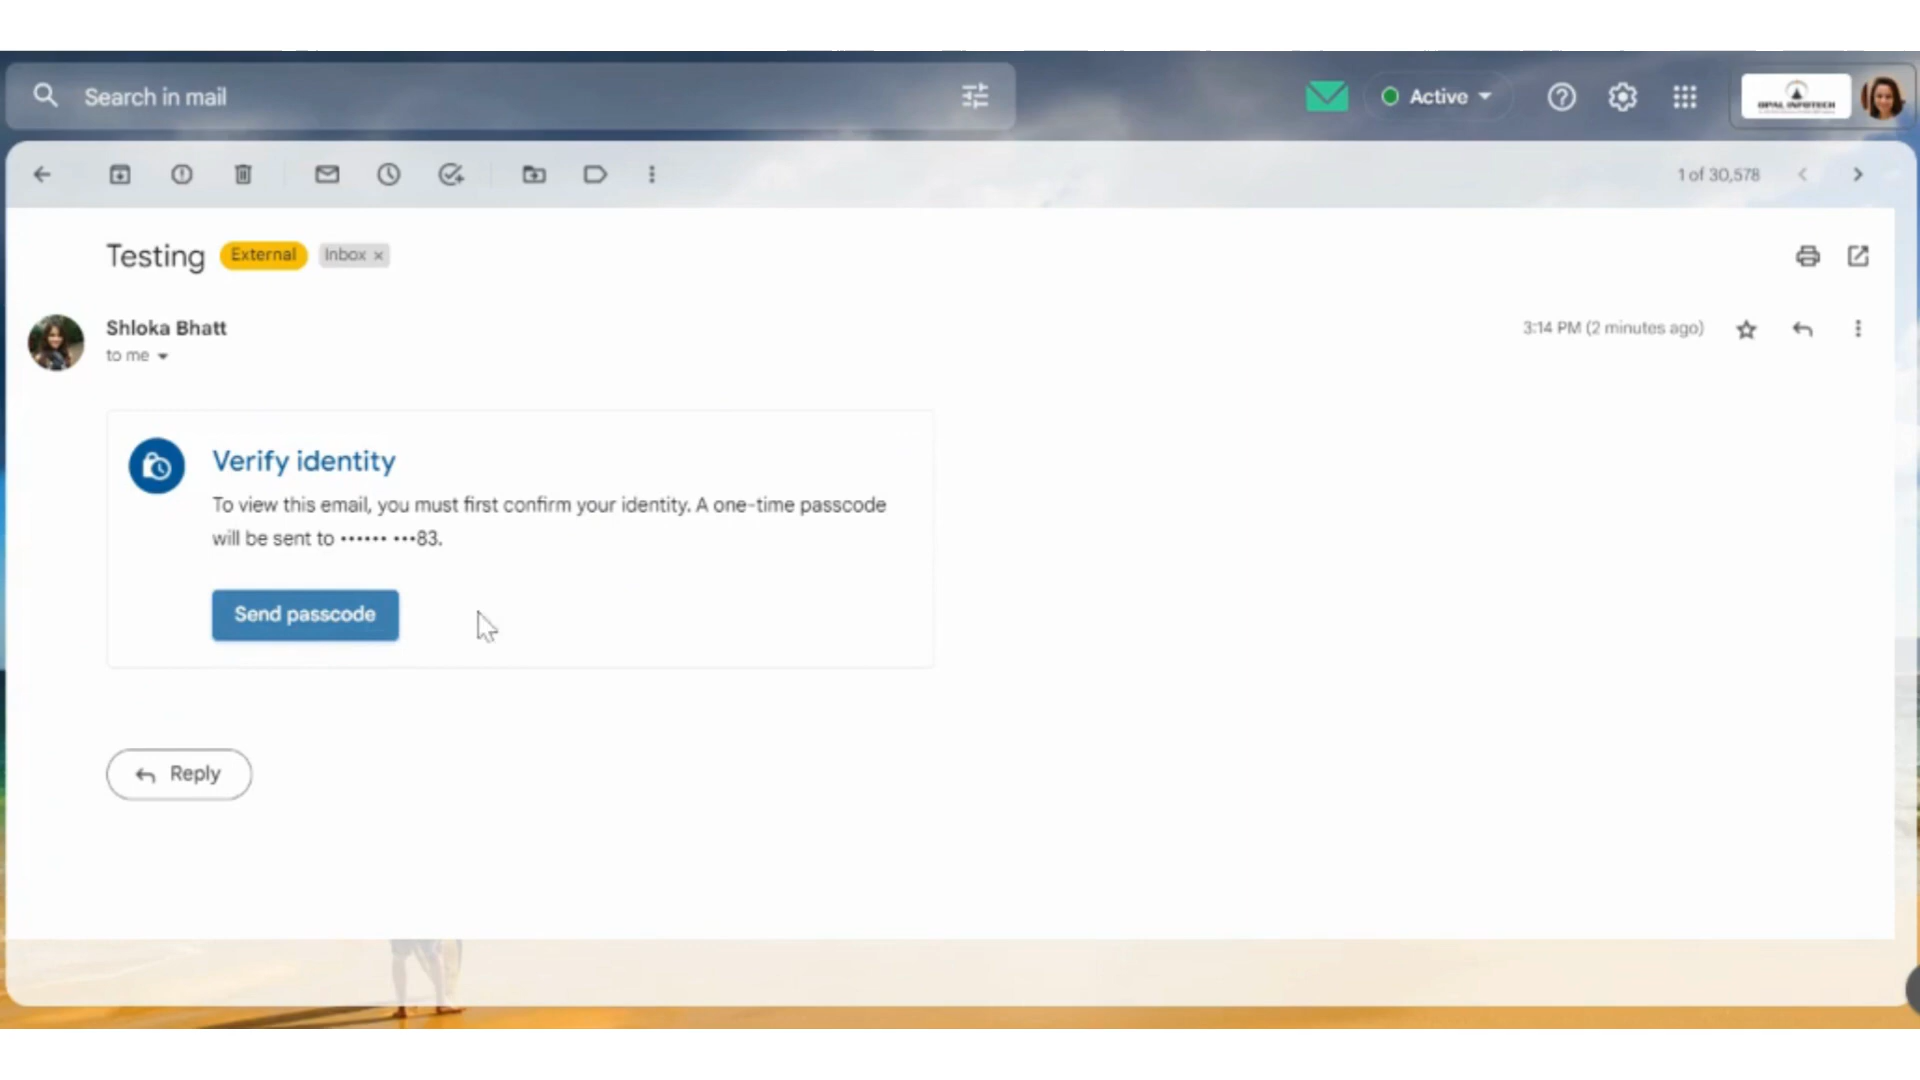 Search in mail
Active
OPAL INFOTECH
1 of 30,578
Testing External Inbox ×
Shloka Bhatt
3:14 PM (2 minutes ago)
to me
Verify identity
To view this email, you must first confirm your identity. A one-time passcode
will be sent to •••••• •••83.
Send passcode
Reply